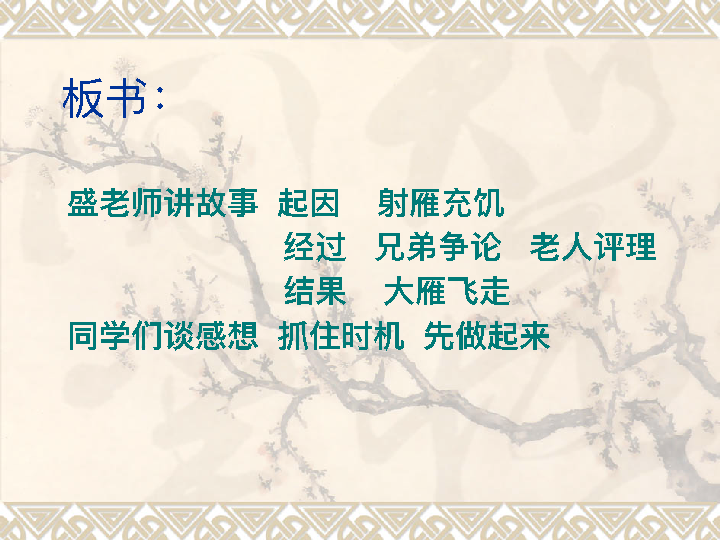 板书：
盛老师讲故事 起因 射雁充饥
经过 兄弟争论 老人评理
结果 大雁飞走
同学们谈感想 抓住时机 先做起来